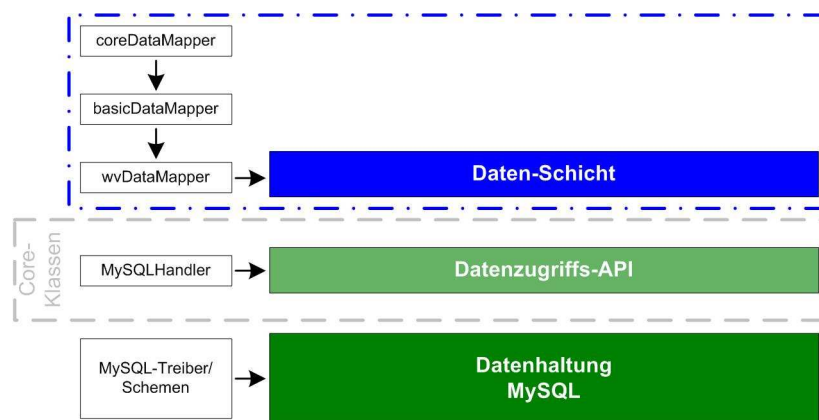 coreDataMapper
basicDataMapper
wvDataMapper
Daten-Schicht
Core-
Klassen
MySQLHandler
Datenzugriffs-API
MySQL-Treiber/
Schemen
Datenhaltung
MySQL